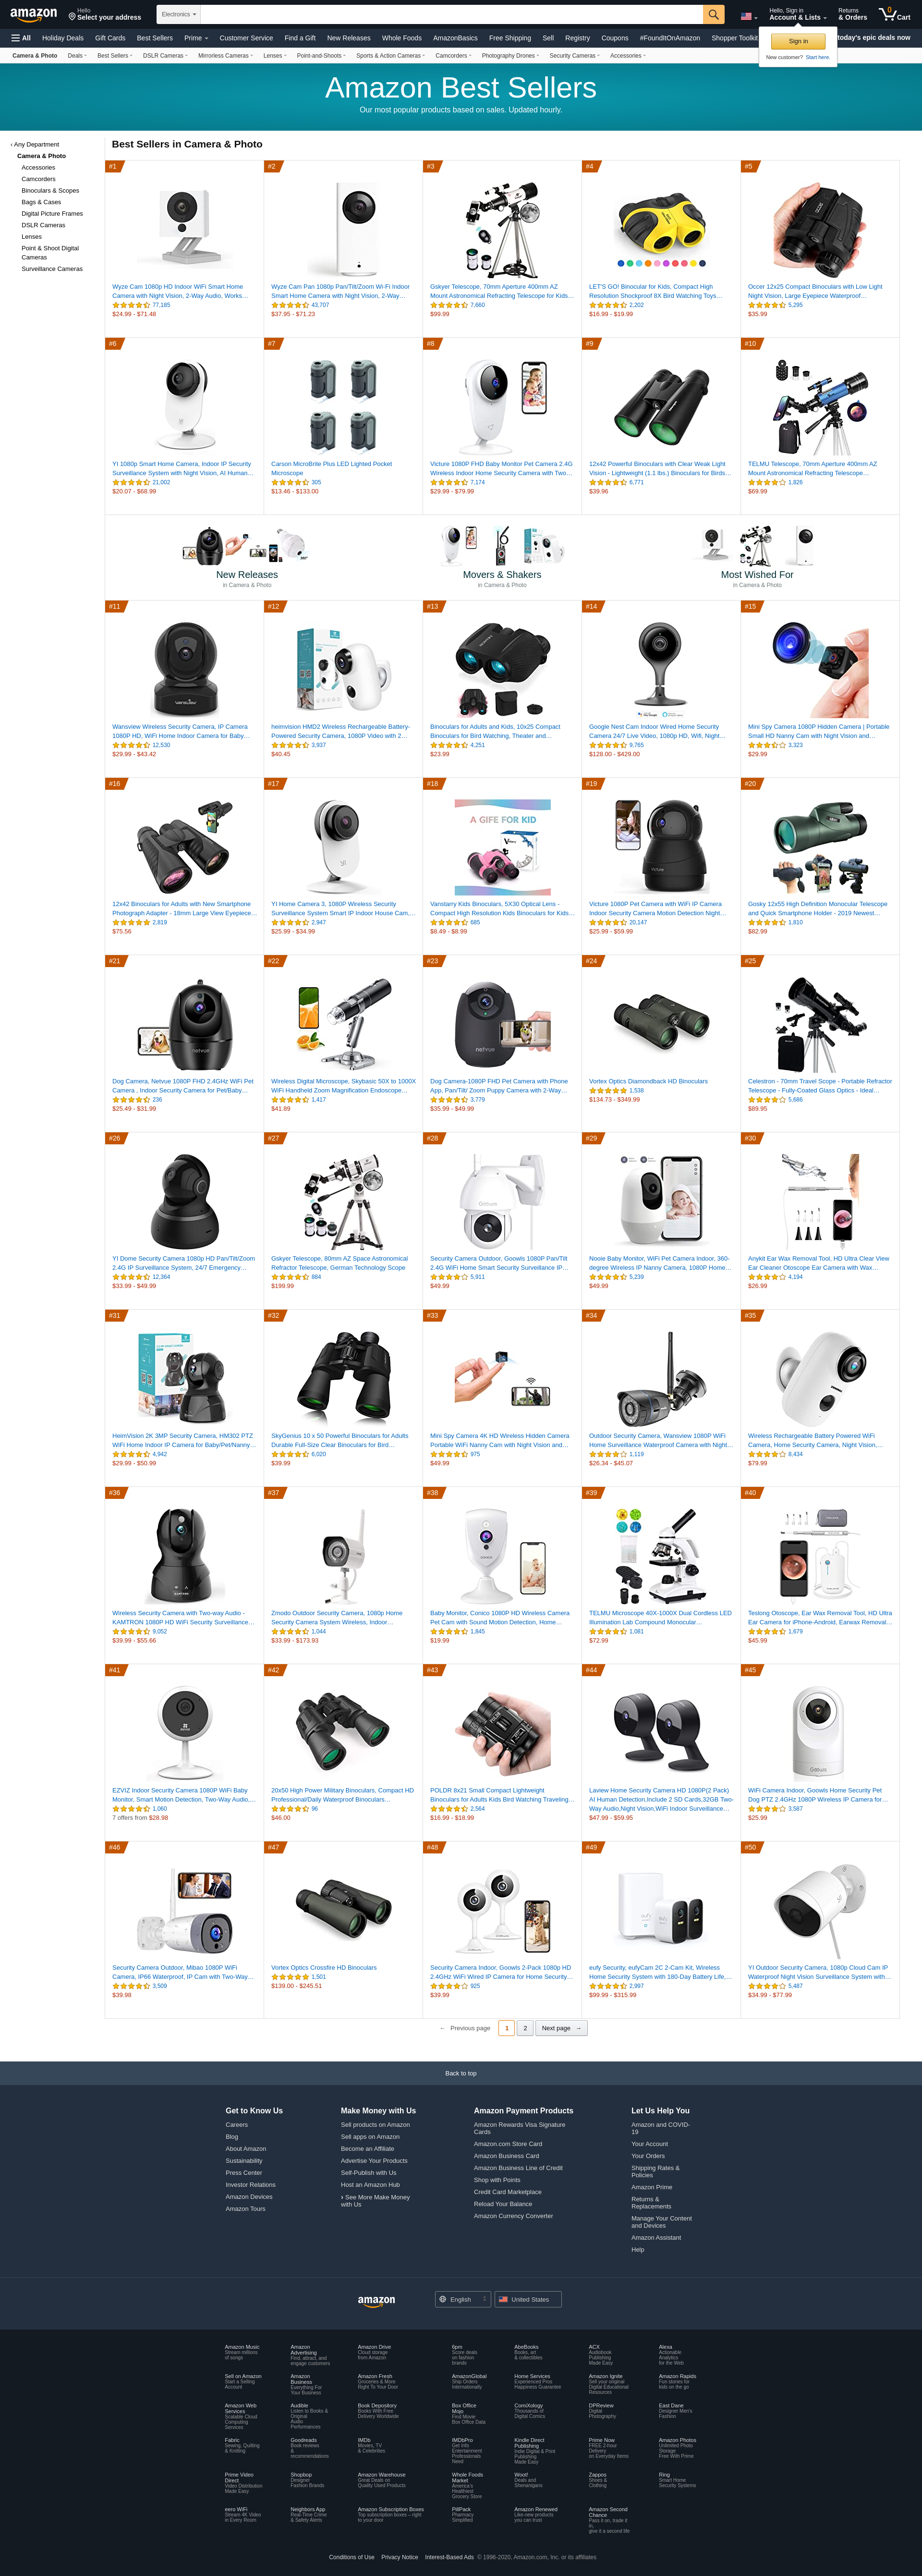 amazon
Hello
Select your address
Electronics
Hello, Sign in
Account & Lists
Returns
& Orders
0
Cart
All
Holiday Deals
Gift Cards
Best Sellers
Prime
Customer Service
Find a Gift
New Releases
Whole Foods
AmazonBasics
Free Shipping
Sell
Registry
Coupons
#FoundItOnAmazon
Shopper Toolkit
today's epic deals now
Sign in
New customer? Start here.
Camera & Photo
Deals
Best Sellers
DSLR Cameras
Mirrorless Cameras
Lenses
Point-and-Shoots
Sports & Action Cameras
Camcorders
Photography Drones
Security Cameras
Accessories
Amazon Best Sellers
Our most popular products based on sales. Updated hourly.
‹ Any Department
Camera & Photo
Accessories
Camcorders
Binoculars & Scopes
Bags & Cases
Digital Picture Frames
DSLR Cameras
Lenses
Point & Shoot Digital
Cameras
Surveillance Cameras
Best Sellers in Camera & Photo
#1
Wyze Cam 1080p HD Indoor WiFi Smart Home
Camera with Night Vision, 2-Way Audio, Works…
77,185
$24.99 - $71.48
#2
Wyze Cam Pan 1080p Pan/Tilt/Zoom Wi-Fi Indoor
Smart Home Camera with Night Vision, 2-Way…
43,707
$37.95 - $71.23
#3
Gskyer Telescope, 70mm Aperture 400mm AZ
Mount Astronomical Refracting Telescope for Kids…
7,660
$99.99
#4
LET'S GO! Binocular for Kids, Compact High
Resolution Shockproof 8X Bird Watching Toys…
2,202
$16.99 - $19.99
#5
Occer 12x25 Compact Binoculars with Low Light
Night Vision, Large Eyepiece Waterproof…
5,295
$35.99
#6
YI 1080p Smart Home Camera, Indoor IP Security
Surveillance System with Night Vision, AI Human…
21,002
$20.07 - $68.99
#7
Carson MicroBrite Plus LED Lighted Pocket
Microscope
305
$13.46 - $133.00
#8
Victure 1080P FHD Baby Monitor Pet Camera 2.4G
Wireless Indoor Home Security Camera with Two…
7,174
$29.99 - $79.99
#9
12x42 Powerful Binoculars with Clear Weak Light
Vision - Lightweight (1.1 lbs.) Binoculars for Birds…
6,771
$39.96
#10
TELMU Telescope, 70mm Aperture 400mm AZ
Mount Astronomical Refracting Telescope…
1,826
$69.99
New Releases
in Camera & Photo
Movers & Shakers
in Camera & Photo
Most Wished For
in Camera & Photo
#11
Wansview Wireless Security Camera, IP Camera
1080P HD, WiFi Home Indoor Camera for Baby…
12,530
$29.99 - $43.42
#12
heimvision HMD2 Wireless Rechargeable Battery-
Powered Security Camera, 1080P Video with 2…
3,937
$40.45
#13
Binoculars for Adults and Kids, 10x25 Compact
Binoculars for Bird Watching, Theater and…
4,251
$23.99
#14
Google Nest Cam Indoor Wired Home Security
Camera 24/7 Live Video, 1080p HD, Wifi, Night…
9,765
$128.00 - $429.00
#15
Mini Spy Camera 1080P Hidden Camera | Portable
Small HD Nanny Cam with Night Vision and…
3,323
$29.99
#16
12x42 Binoculars for Adults with New Smartphone
Photograph Adapter - 18mm Large View Eyepiece…
2,819
$75.56
#17
YI Home Camera 3, 1080P Wireless Security
Surveillance System Smart IP Indoor House Cam,…
2,947
$25.99 - $34.99
#18
A GIFE FOR KID
Vanstarry Kids Binoculars, 5X30 Optical Lens -
Compact High Resolution Kids Binoculars for Kids…
685
$8.49 - $8.99
#19
Victure 1080P Pet Camera with WiFi IP Camera
Indoor Security Camera Motion Detection Night…
20,147
$25.99 - $59.99
#20
Gosky 12x55 High Definition Monocular Telescope
and Quick Smartphone Holder - 2019 Newest…
1,810
$82.99
#21
netvue
Dog Camera, Netvue 1080P FHD 2.4GHz WiFi Pet
Camera , Indoor Security Camera for Pet/Baby…
236
$25.49 - $31.99
#22
Wireless Digital Microscope, Skybasic 50X to 1000X
WiFi Handheld Zoom Magnification Endoscope…
1,417
$41.89
#23
netvue
Dog Camera-1080P FHD Pet Camera with Phone
App, Pan/Tilt/ Zoom Puppy Camera with 2-Way…
3,779
$35.99 - $49.99
#24
Vortex Optics Diamondback HD Binoculars
1,538
$134.73 - $349.99
#25
Celestron - 70mm Travel Scope - Portable Refractor
Telescope - Fully-Coated Glass Optics - Ideal…
5,686
$89.95
#26
YI Dome Security Camera 1080p HD Pan/Tilt/Zoom
2.4G IP Surveillance System, 24/7 Emergency…
12,364
$33.99 - $49.99
#27
Gskyer Telescope, 80mm AZ Space Astronomical
Refractor Telescope, German Technology Scope
884
$199.99
#28
Security Camera Outdoor, Goowls 1080P Pan/Tilt
2.4G WiFi Home Smart Security Surveillance IP…
5,911
$49.99
#29
Nooie Baby Monitor, WiFi Pet Camera Indoor, 360-
degree Wireless IP Nanny Camera, 1080P Home…
5,239
$49.99
#30
Anykit Ear Wax Removal Tool, HD Ultra Clear View
Ear Cleaner Otoscope Ear Camera with Wax…
4,194
$26.99
#31
HeimVision 2K 3MP Security Camera, HM302 PTZ
WiFi Home Indoor IP Camera for Baby/Pet/Nanny…
4,942
$29.99 - $50.99
#32
SkyGenius 10 x 50 Powerful Binoculars for Adults
Durable Full-Size Clear Binoculars for Bird…
6,020
$39.99
#33
Mini Spy Camera 4K HD Wireless Hidden Camera
Portable WiFi Nanny Cam with Night Vision and…
975
$49.99
#34
Outdoor Security Camera, Wansview 1080P WiFi
Home Surveillance Waterproof Camera with Night…
1,119
$26.34 - $45.07
#35
Wireless Rechargeable Battery Powered WiFi
Camera, Home Security Camera, Night Vision,…
8,434
$79.99
#36
Wireless Security Camera with Two-way Audio -
KAMTRON 1080P HD WiFi Security Surveillance…
9,052
$39.99 - $55.66
#37
Zmodo Outdoor Security Camera, 1080p Home
Security Camera System Wireless, Indoor…
1,044
$33.99 - $173.93
#38
Baby Monitor, Conico 1080P HD Wireless Camera
Pet Cam with Sound Motion Detection, Home…
1,845
$19.99
#39
TELMU Microscope 40X-1000X Dual Cordless LED
Illumination Lab Compound Monocular…
1,081
$72.99
#40
Teslong Otoscope, Ear Wax Removal Tool, HD Ultra
Ear Camera for iPhone-Android, Earwax Removal…
1,679
$45.99
#41
EZVIZ Indoor Security Camera 1080P WiFi Baby
Monitor, Smart Motion Detection, Two-Way Audio,…
1,060
7 offers from $28.98
#42
20x50 High Power Military Binoculars, Compact HD
Professional/Daily Waterproof Binoculars…
96
$46.00
#43
POLDR 8x21 Small Compact Lightweight
Binoculars for Adults Kids Bird Watching Traveling…
2,564
$16.99 - $18.99
#44
Laview Home Security Camera HD 1080P(2 Pack)
AI Human Detection,Include 2 SD Cards,32GB Two-
Way Audio,Night Vision,WiFi Indoor Surveillance…
$47.99 - $59.95
#45
Goowls
WiFi Camera Indoor, Goowls Home Security Pet
Dog PTZ 2.4GHz 1080P Wireless IP Camera for…
3,587
$25.99
#46
Security Camera Outdoor, Mibao 1080P WiFi
Camera, IP66 Waterproof, IP Cam with Two-Way…
3,509
$39.98
#47
Vortex Optics Crossfire HD Binoculars
1,501
$139.00 - $245.51
#48
Security Camera Indoor, Goowls 2-Pack 1080p HD
2.4GHz WiFi Wired IP Camera for Home Security…
925
$39.99
#49
eufy Security, eufyCam 2C 2-Cam Kit, Wireless
Home Security System with 180-Day Battery Life,…
2,997
$99.99 - $315.99
#50
YI Outdoor Security Camera, 1080p Cloud Cam IP
Waterproof Night Vision Surveillance System with…
5,487
$34.99 - $77.99
← Previous page 1 2 Next page →
Back to top
Get to Know Us
Careers
Blog
About Amazon
Sustainability
Press Center
Investor Relations
Amazon Devices
Amazon Tours
Make Money with Us
Sell products on Amazon
Sell apps on Amazon
Become an Affiliate
Advertise Your Products
Self-Publish with Us
Host an Amazon Hub
› See More Make Money
with Us
Amazon Payment Products
Amazon Rewards Visa Signature
Cards
Amazon.com Store Card
Amazon Business Card
Amazon Business Line of Credit
Shop with Points
Credit Card Marketplace
Reload Your Balance
Amazon Currency Converter
Let Us Help You
Amazon and COVID-
19
Your Account
Your Orders
Shipping Rates &
Policies
Amazon Prime
Returns &
Replacements
Manage Your Content
and Devices
Amazon Assistant
Help
amazon
English
United States
Amazon Music
Stream millions
of songs
Amazon
Advertising
Find, attract, and
engage customers
Amazon Drive
Cloud storage
from Amazon
6pm
Score deals
on fashion
brands
AbeBooks
Books, art
& collectibles
ACX
Audiobook
Publishing
Made Easy
Alexa
Actionable
Analytics
for the Web
Sell on Amazon
Start a Selling
Account
Amazon
Business
Everything For
Your Business
Amazon Fresh
Groceries & More
Right To Your Door
AmazonGlobal
Ship Orders
Internationally
Home Services
Experienced Pros
Happiness Guarantee
Amazon Ignite
Sell your original
Digital Educational
Resources
Amazon Rapids
Fun stories for
kids on the go
Amazon Web
Services
Scalable Cloud
Computing
Services
Audible
Listen to Books &
Original
Audio
Performances
Book Depository
Books With Free
Delivery Worldwide
Box Office
Mojo
Find Movie
Box Office Data
ComiXology
Thousands of
Digital Comics
DPReview
Digital
Photography
East Dane
Designer Men's
Fashion
Fabric
Sewing, Quilting
& Knitting
Goodreads
Book reviews
&
recommendations
IMDb
Movies, TV
& Celebrities
IMDbPro
Get Info
Entertainment
Professionals
Need
Kindle Direct
Publishing
Indie Digital & Print
Publishing
Made Easy
Prime Now
FREE 2-hour
Delivery
on Everyday Items
Amazon Photos
Unlimited Photo
Storage
Free With Prime
Prime Video
Direct
Video Distribution
Made Easy
Shopbop
Designer
Fashion Brands
Amazon Warehouse
Great Deals on
Quality Used Products
Whole Foods
Market
America's
Healthiest
Grocery Store
Woot!
Deals and
Shenanigans
Zappos
Shoes &
Clothing
Ring
Smart Home
Security Systems
eero WiFi
Stream 4K Video
in Every Room
Neighbors App
Real-Time Crime
& Safety Alerts
Amazon Subscription Boxes
Top subscription boxes – right
to your door
PillPack
Pharmacy
Simplified
Amazon Renewed
Like-new products
you can trust
Amazon Second
Chance
Pass it on, trade it
in,
give it a second life
Conditions of Use Privacy Notice Interest-Based Ads © 1996-2020, Amazon.com, Inc. or its affiliates